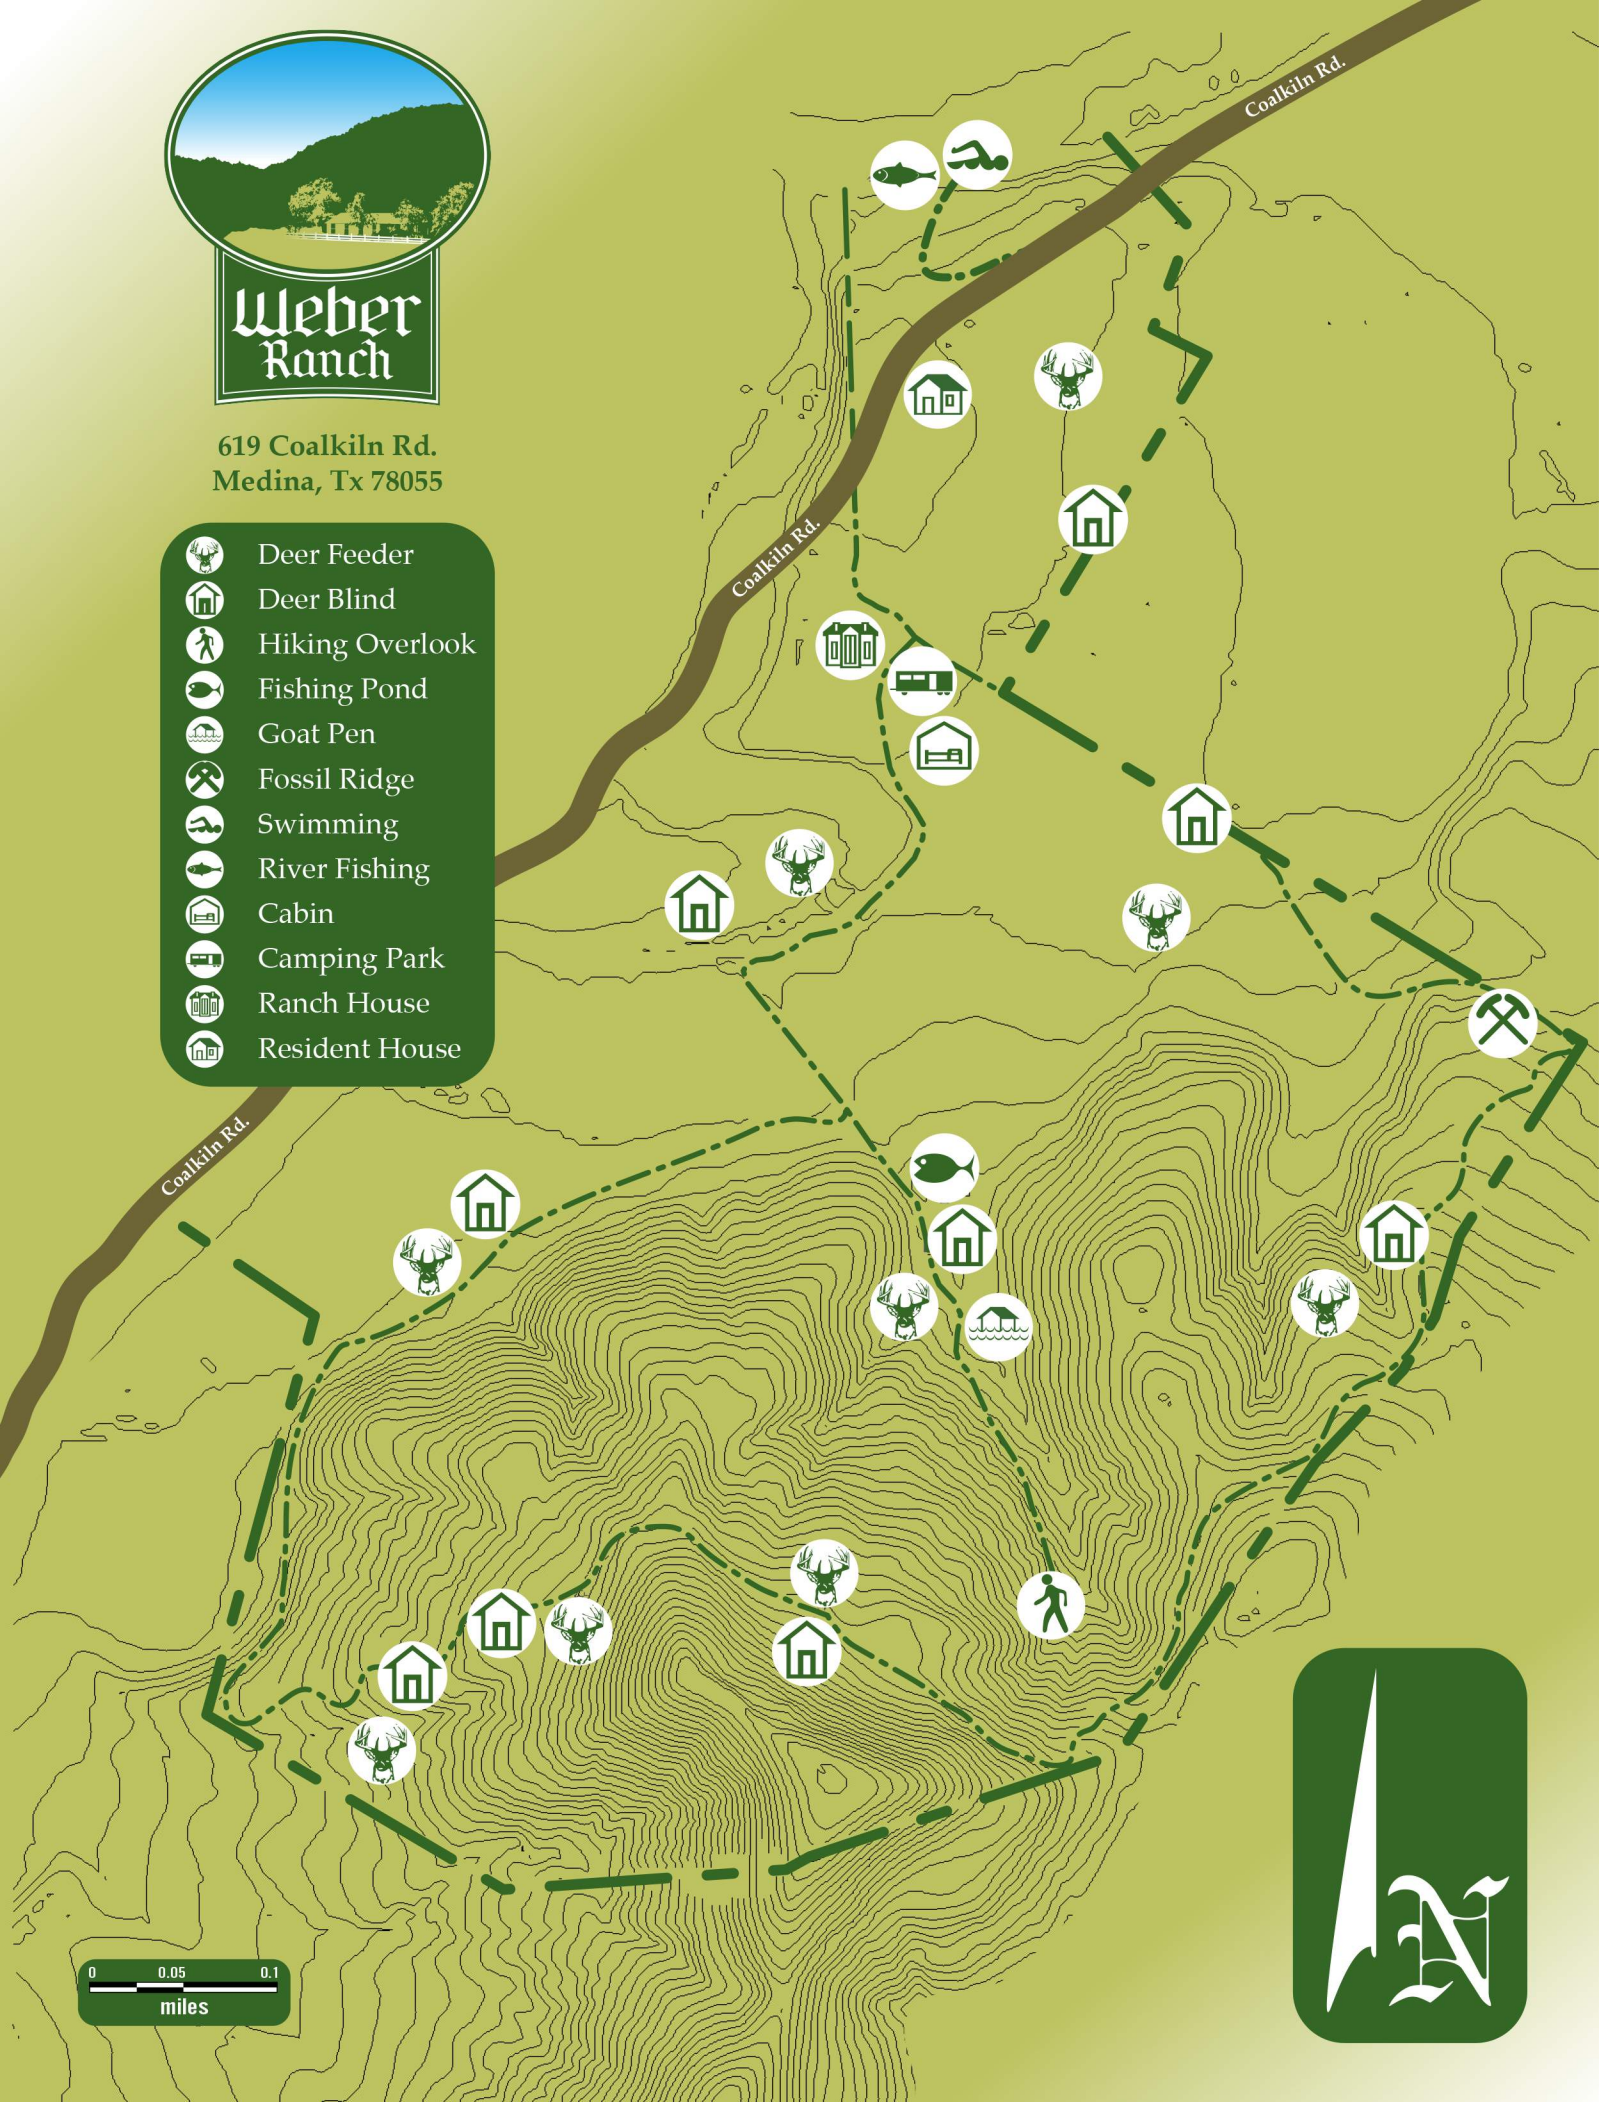 Weber
Ranch
619 Coalkiln Rd.
Medina, Tx 78055
Deer Feeder
Deer Blind
Hiking Overlook
Fishing Pond
Goat Pen
Fossil Ridge
Swimming
River Fishing
Cabin
Camping Park
Ranch House
Resident House
Coalkiln Rd.
Coalkiln Rd.
Coalkiln Rd.
0 0.05 0.1
miles
N